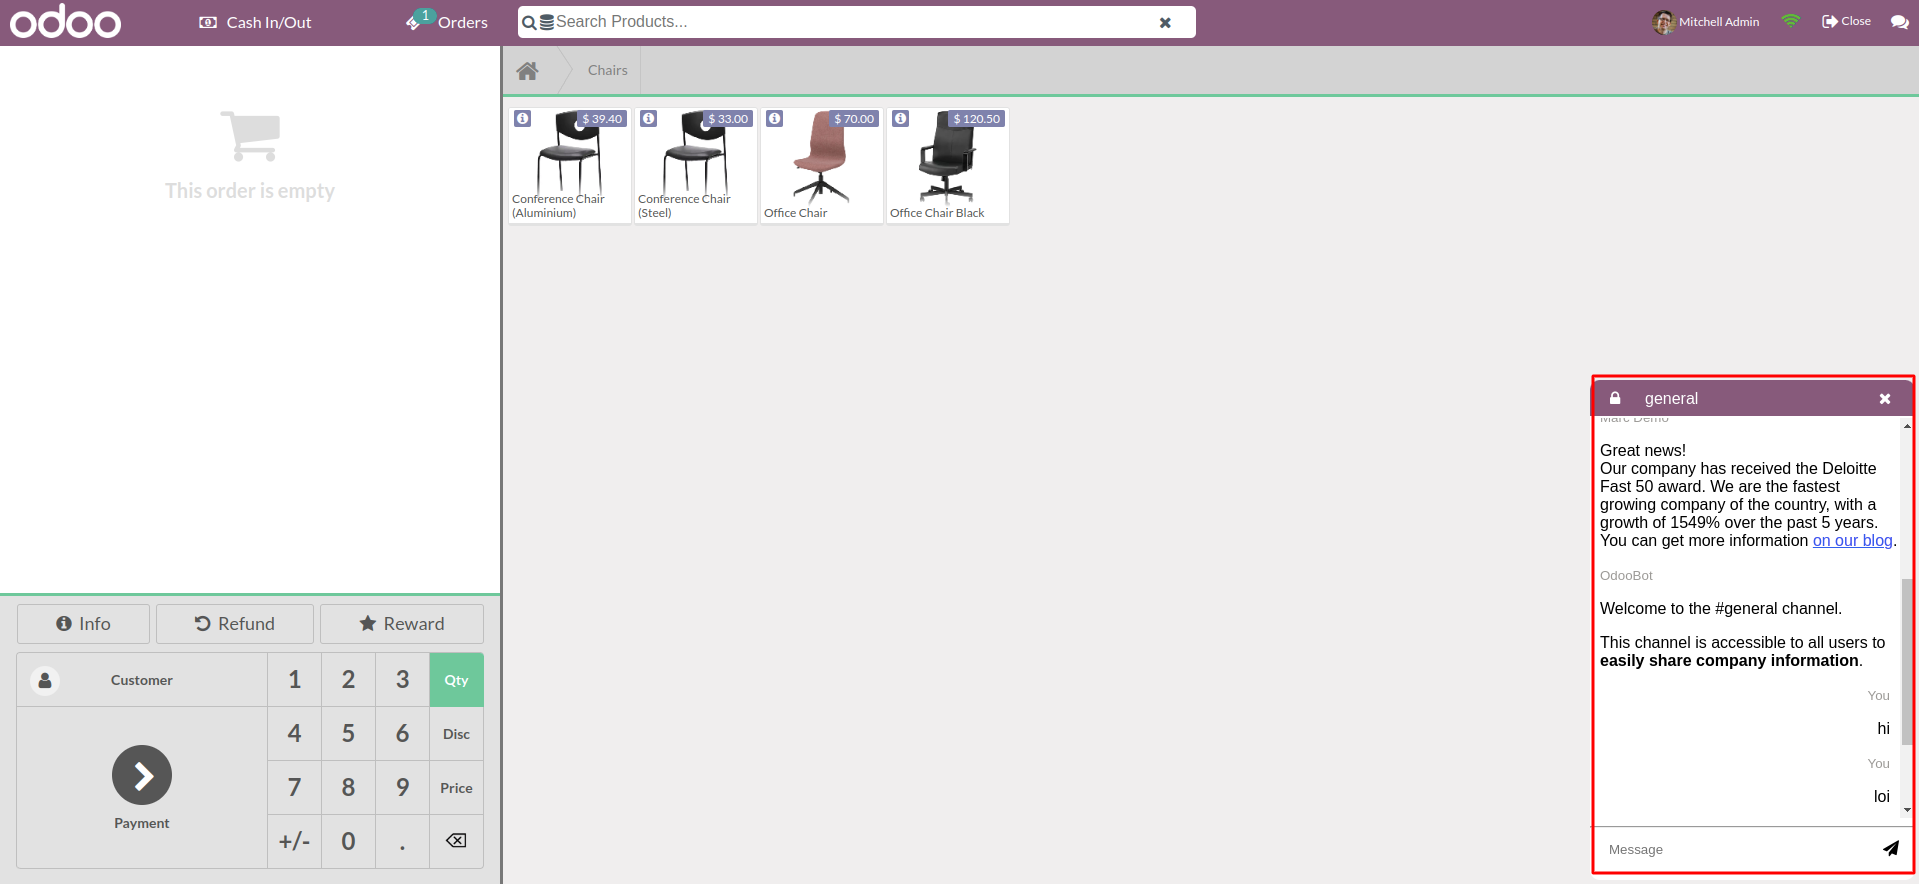 odoo
Cash In/Out
1
Orders
Search Products...
Mitchell Admin
Close
This order is empty
Chairs
$ 39.40
Conference Chair
(Aluminium)
$ 33.00
Conference Chair
(Steel)
$ 70.00
Office Chair
$ 120.50
Office Chair Black
Info
Refund
Reward
Customer
1 2 3 Qty
4 5 6 Disc
7 8 9 Price
+/- 0 .
Payment
general
Marc Demo
Great news!
Our company has received the Deloitte
Fast 50 award. We are the fastest
growing company of the country, with a
growth of 1549% over the past 5 years.
You can get more information on our blog.
OdooBot
Welcome to the #general channel.
This channel is accessible to all users to
easily share company information.
You
hi
You
loi
Message